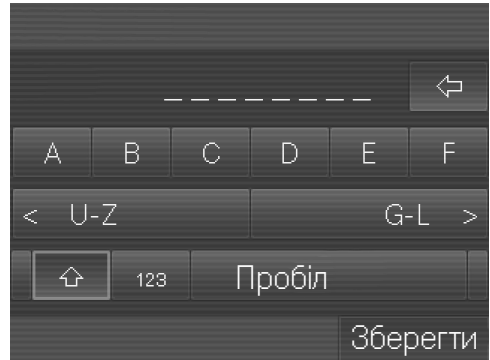 _ _ _ _ _ _ _ _
A B C D E F
< U-Z G-L >
123 Пробіл
Зберегти